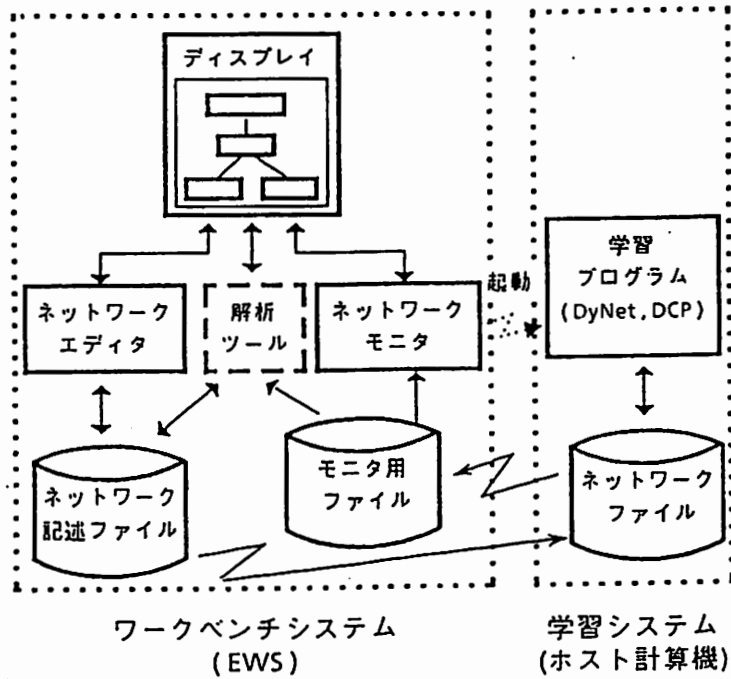 ディスプレイ
ネットワーク
エディタ
解析
ツール
ネットワーク
モニタ
起動
学習
プログラム
(DyNet,DCP)
ネットワーク
記述ファイル
モニタ用
ファイル
ネットワーク
ファイル
ワークベンチシステム
(EWS)
学習システム
(ホスト計算機)